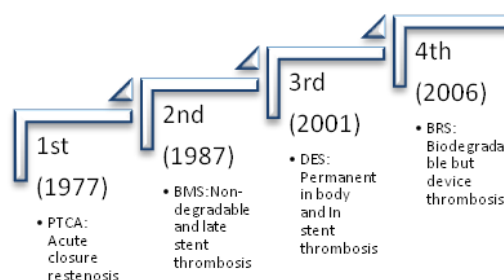 1st
(1977)
• PTCA:
Acute
closure
restenosis
2nd
(1987)
• BMS:Non-
degradable
and late
stent
thrombosis
3rd
(2001)
• DES:
Permanent
in body
and In
stent
thrombosis
4th
(2006)
• BRS:
Biodegrada
ble but
device
thrombosis